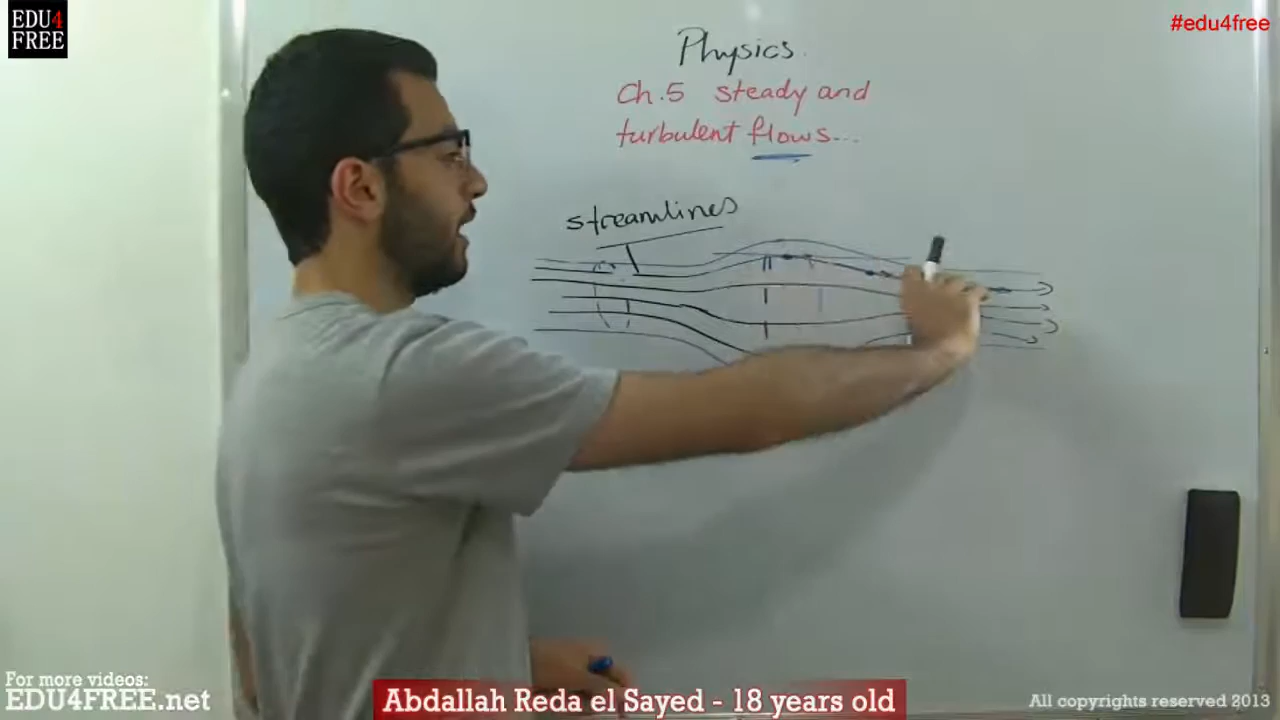 EDU4
FREE
#edu4free
Physics
Ch.5 steady and
turbulent flows...
streamlines
For more videos:
EDU4FREE.net
Abdallah Reda el Sayed - 18 years old
All copyrights reserved 2013